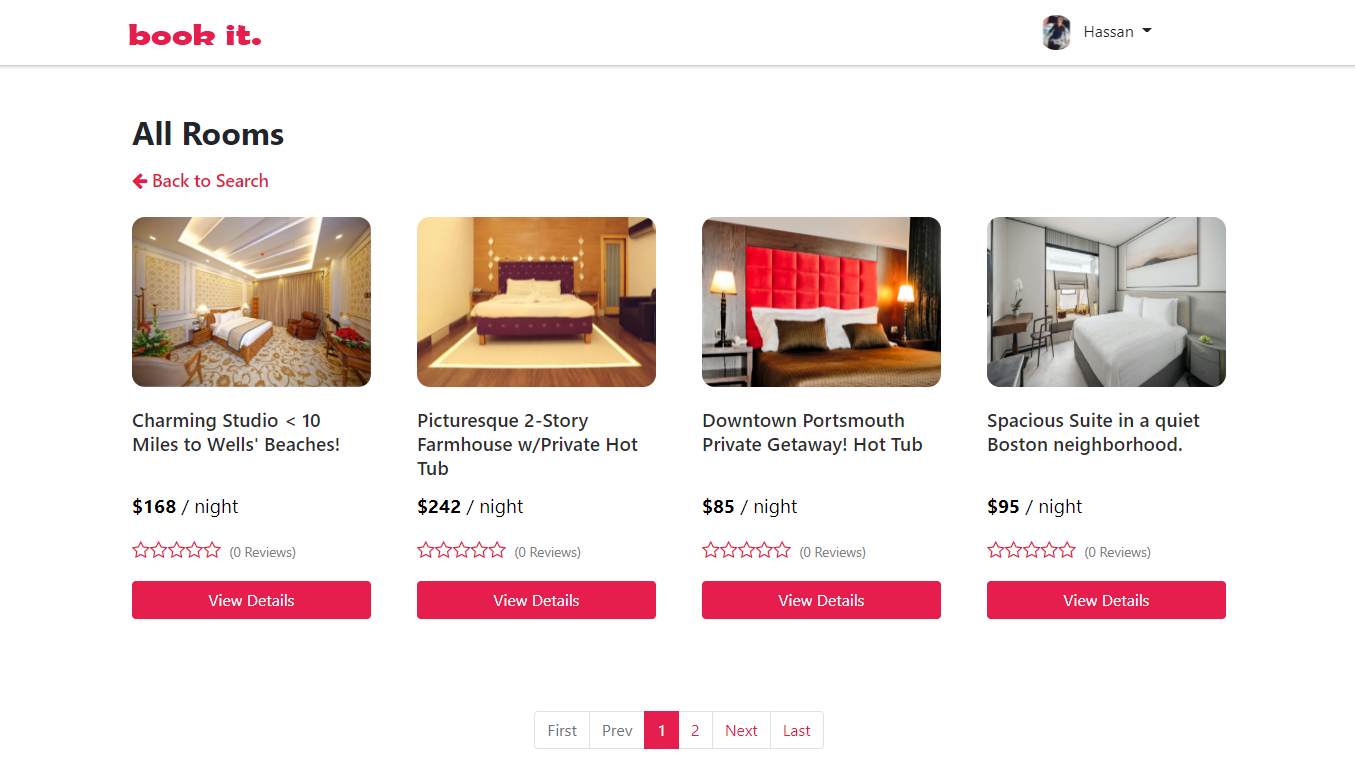 book it.
Hassan
All Rooms
Back to Search
Charming Studio < 10
Miles to Wells' Beaches!
$168 / night
(0 Reviews)
View Details
Picturesque 2-Story
Farmhouse w/Private Hot
Tub
$242 / night
(0 Reviews)
View Details
Downtown Portsmouth
Private Getaway! Hot Tub
$85 / night
(0 Reviews)
View Details
Spacious Suite in a quiet
Boston neighborhood.
$95 / night
(0 Reviews)
View Details
First Prev 1 2 Next Last